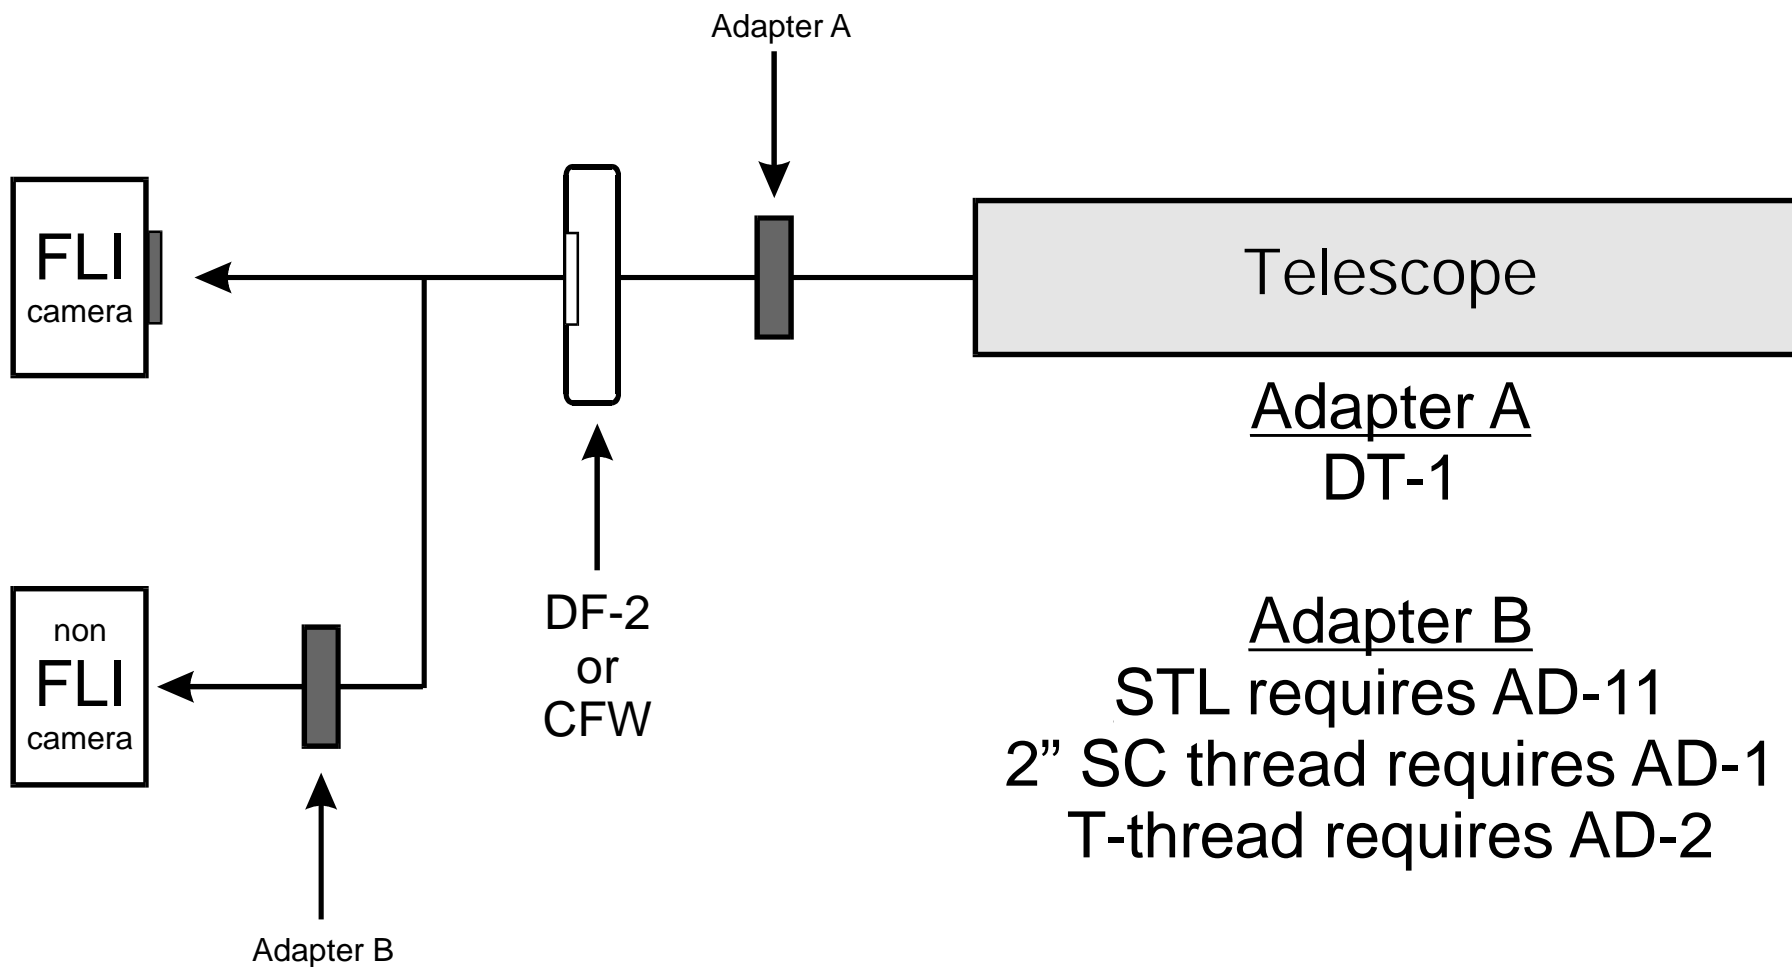 Adapter A
FLI
camera
Telescope
Adapter A
DT-1
DF-2
or
CFW
non
FLI
camera
Adapter B
Adapter B
STL requires AD-11
2” SC thread requires AD-1
T-thread requires AD-2